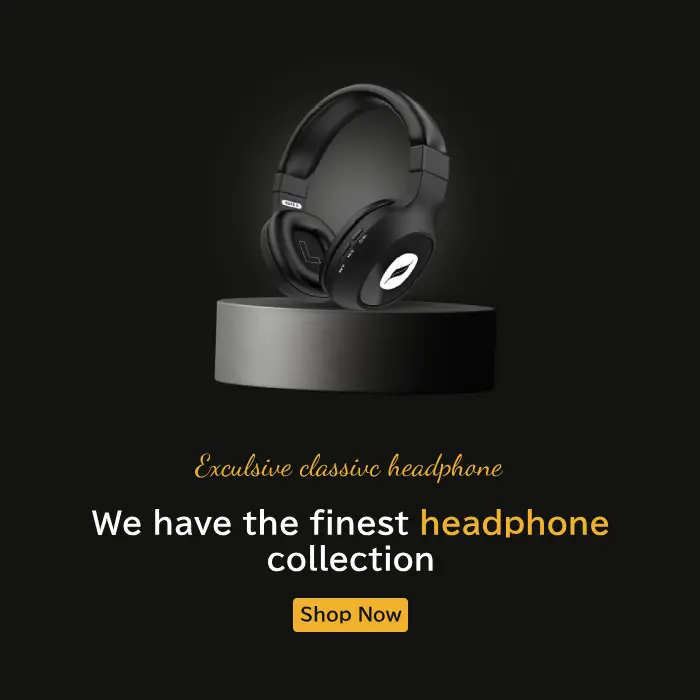 L
Exculsive classivc headphone
We have the finest headphone
collection
Shop Now